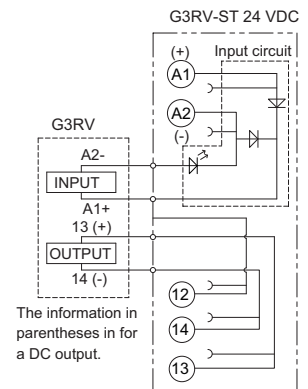 G3RV-ST 24 VDC
(+)
Input circuit
A1
A2
(-)
G3RV
A2-
INPUT
A1+
13 (+)
OUTPUT
14 (-)
12
14
13
The information in
parentheses in for
a DC output.